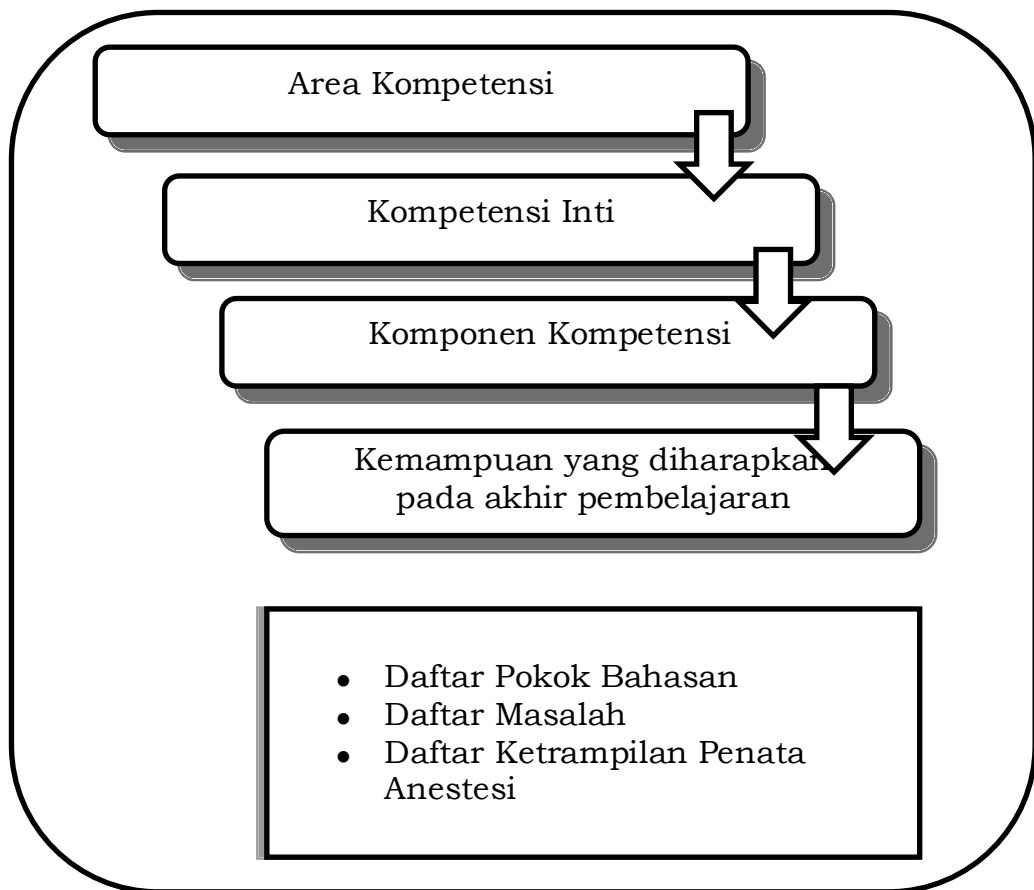 Area Kompetensi
Kompetensi Inti
Komponen Kompetensi
Kemampuan yang diharapkan
pada akhir pembelajaran
• Daftar Pokok Bahasan
• Daftar Masalah
• Daftar Ketrampilan Penata
Anestesi